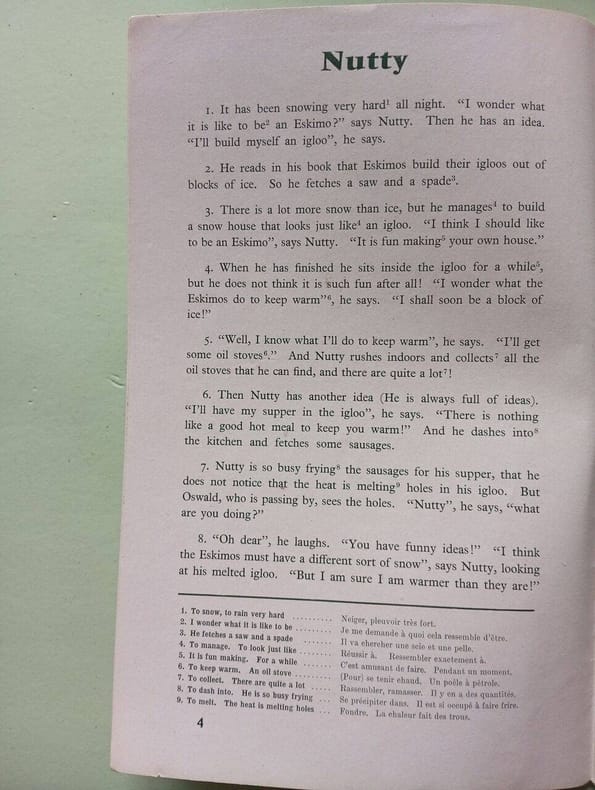 Nutty
1. It has been snowing very hard¹ all night. "I wonder what
it is like to be² an Eskimo?" says Nutty. Then he has an idea.
"I'll build myself an igloo", he says.
2. He reads in his book that Eskimos build their igloos out of
blocks of ice. So he fetches a saw and a spade³.
3. There is a lot more snow than ice, but he manages⁴ to build
a snow house that looks just like⁴ an igloo. "I think I should like
to be an Eskimo", says Nutty. "It is fun making⁵ your own house."
4. When he has finished he sits inside the igloo for a while⁵,
but he does not think it is such fun after all! "I wonder what the
Eskimos do to keep warm"⁶, he says. "I shall soon be a block of
ice!"
5. "Well, I know what I'll do to keep warm", he says. "I'll get
some oil stoves⁶." And Nutty rushes indoors and collects⁷ all the
oil stoves that he can find, and there are quite a lot⁷!
6. Then Nutty has another idea (He is always full of ideas).
"I'll have my supper in the igloo", he says. "There is nothing
like a good hot meal to keep you warm!" And he dashes into⁸
the kitchen and fetches some sausages.
7. Nutty is so busy frying⁸ the sausages for his supper, that he
does not notice that the heat is melting⁹ holes in his igloo. But
Oswald, who is passing by, sees the holes. "Nutty", he says, "what
are you doing?"
8. "Oh dear", he laughs. "You have funny ideas!" "I think
the Eskimos must have a different sort of snow", says Nutty, looking
at his melted igloo. "But I am sure I am warmer than they are!"
1. To snow, to rain very hard .......... Neiger, pleuvoir très fort.
2. I wonder what it is like to be ......... Je me demande à quoi cela ressemble d'être.
3. He fetches a saw and a spade ....... Il va chercher une scie et une pelle.
4. To manage. To look just like ......... Réussir à. Ressembler exactement à.
5. It is fun making. For a while ....... C'est amusant de faire. Pendant un moment.
6. To keep warm. An oil stove ......... (Pour) se tenir chaud. Un poêle à pétrole.
7. To collect. There are quite a lot ..... Rassembler, ramasser. Il y en a des quantités.
8. To dash into. He is so busy frying ... Se précipiter dans. Il est si occupé à faire frire.
9. To melt. The heat is melting holes ... Fondre. La chaleur fait des trous.
4